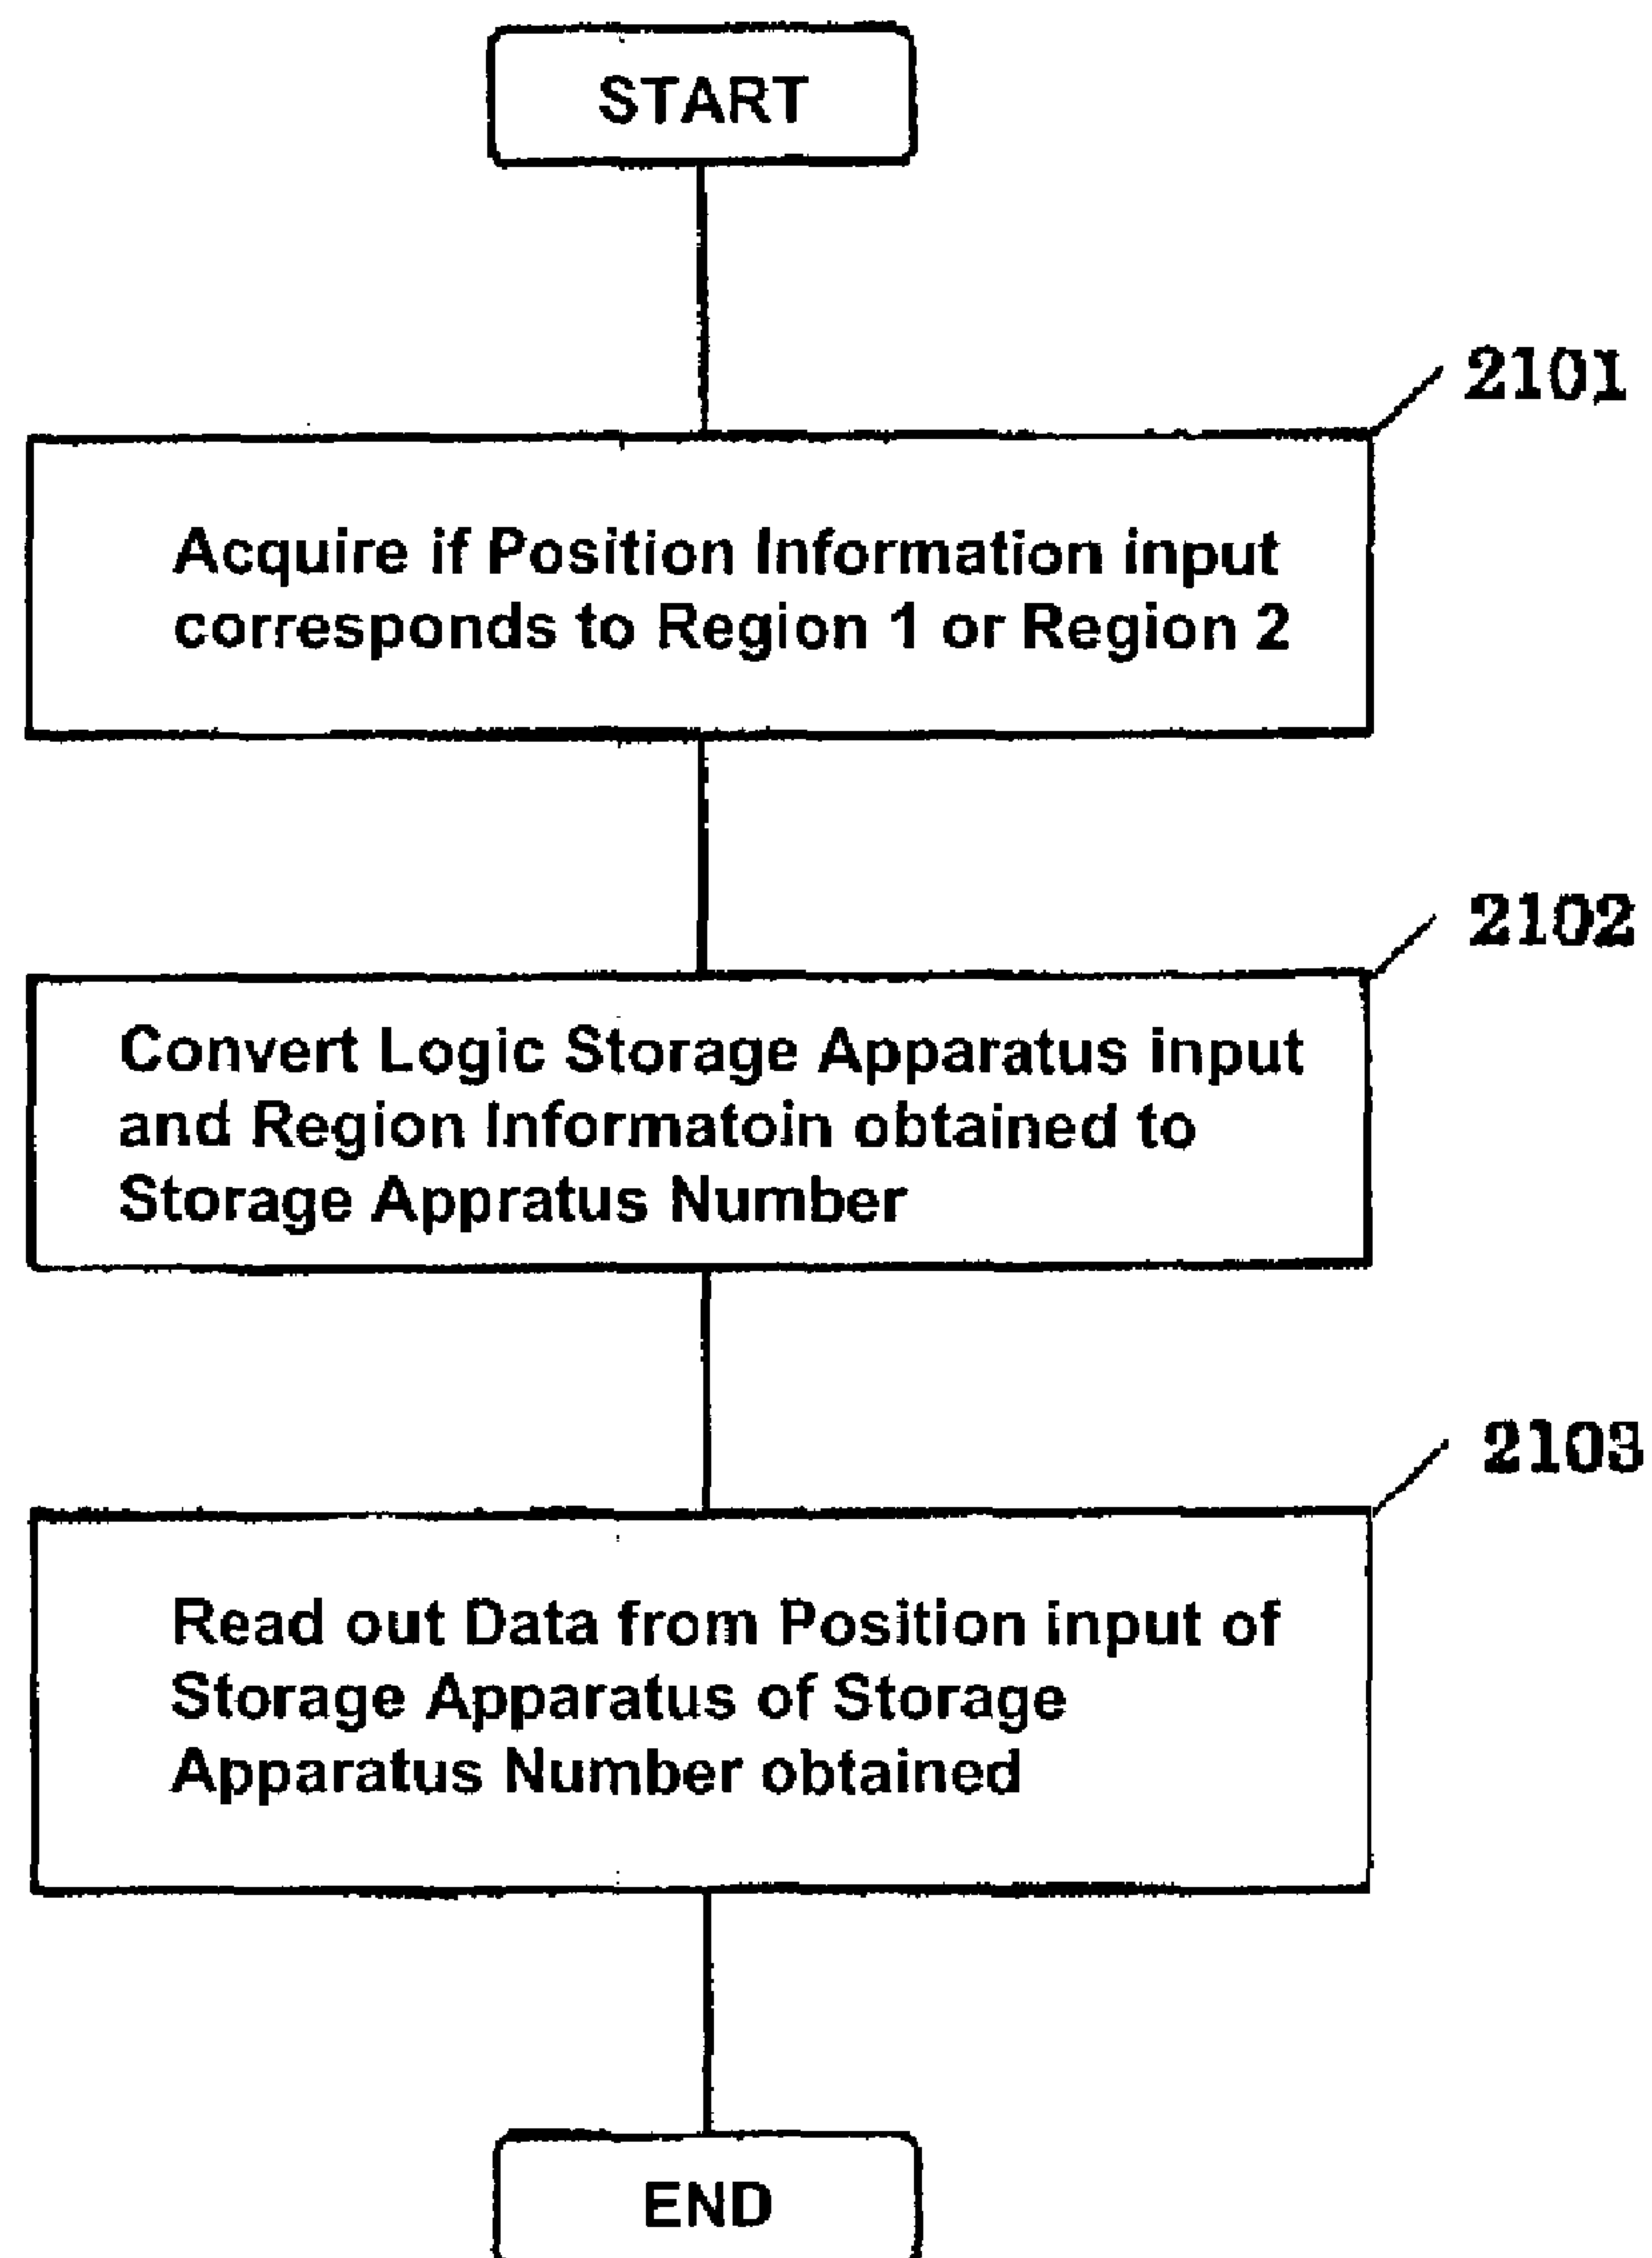 START
2101
Acquire if Position Information input
corresponds to Region 1 or Region 2
2102
Convert Logic Storage Apparatus input
and Region Informatoin obtained to
Storage Appratus Number
2103
Read out Data from Position input of
Storage Apparatus of Storage
Apparatus Number obtained
END